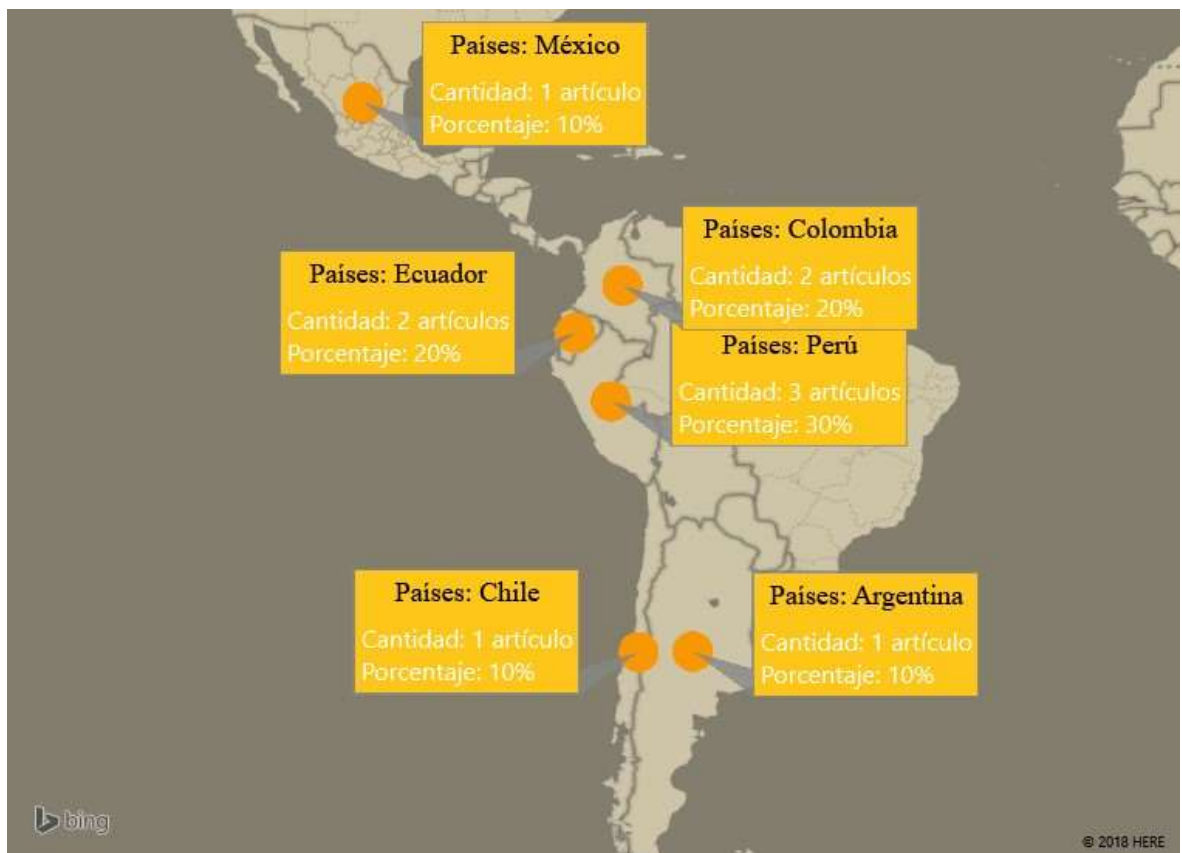 Países: México
Cantidad: 1 artículo
Porcentaje: 10%
Países: Colombia
Cantidad: 2 artículos
Porcentaje: 20%
Países: Ecuador
Cantidad: 2 artículos
Porcentaje: 20%
Países: Perú
Cantidad: 3 artículos
Porcentaje: 30%
Países: Chile
Cantidad: 1 artículo
Porcentaje: 10%
Países: Argentina
Cantidad: 1 artículo
Porcentaje: 10%
bing
© 2018 HERE